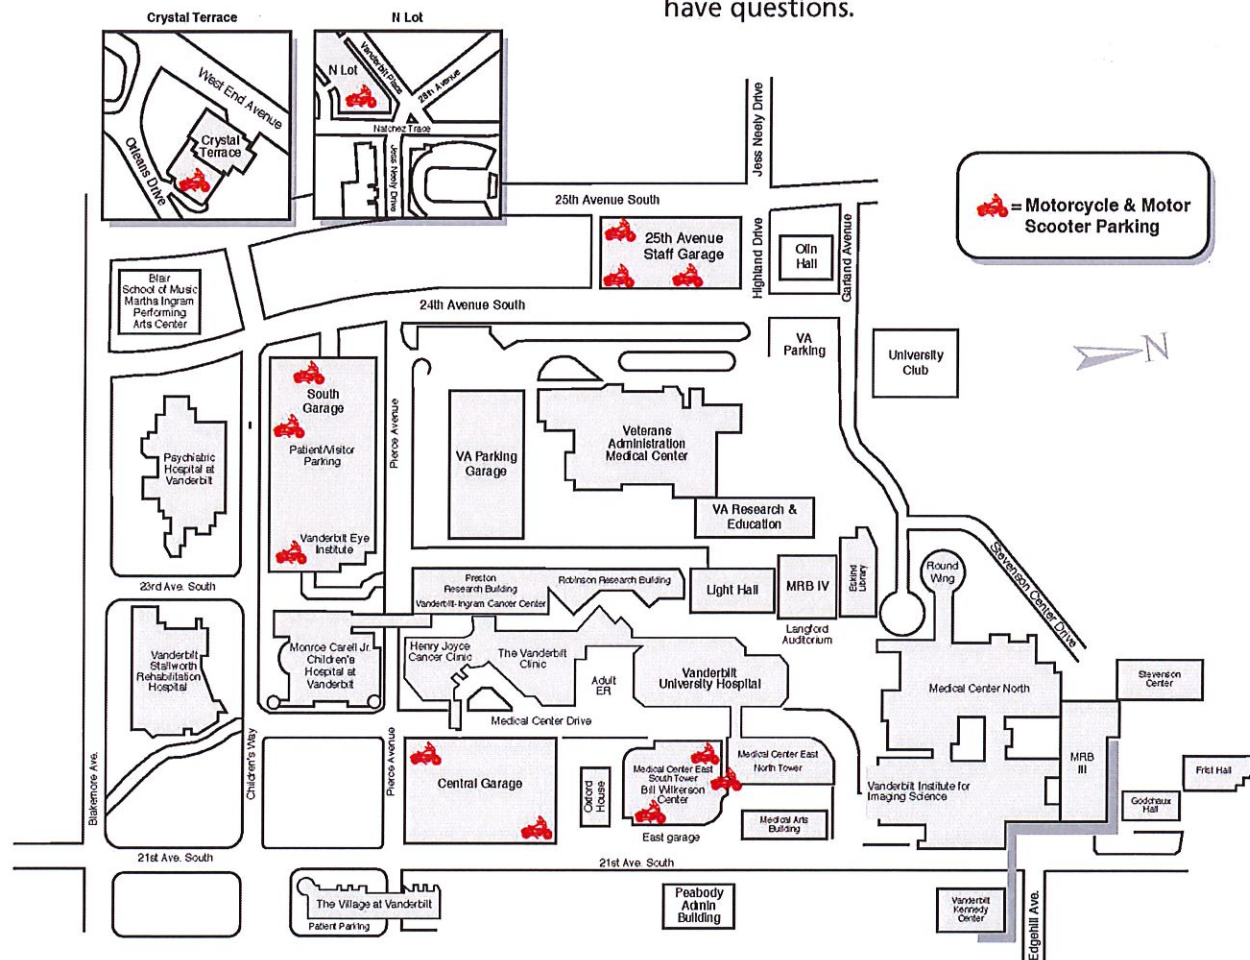 have questions.
Crystal Terrace
N Lot
West End Avenue
Crystal
Terrace
Orleans Drive
N Lot
Vanderbilt Place
28th Avenue
Natchez Trace
Jess Neely Drive
Jess Neely Drive
= Motorcycle & Motor
Scooter Parking
25th Avenue South
25th Avenue
Staff Garage
Highland Drive
Olin
Hall
Garland Avenue
Blair
School of Music
Martha Ingram
Performing
Arts Center
24th Avenue South
VA
Parking
University
Club
N
South
Garage
Patient/Visitor
Parking
Vanderbilt Eye
Institute
Pierce Avenue
VA Parking
Garage
Veterans
Administration
Medical Center
VA Research &
Education
Psychiatric
Hospital at
Vanderbilt
23rd Ave. South
Preston
Research Building
Vanderbilt-Ingram Cancer Center
Robinson Research Building
Light Hall
MRB IV
Eskind
Library
Langford
Auditorium
Round
Wing
Stevenson Center Drive
Vanderbilt
Stallworth
Rehabilitation
Hospital
Monroe Carell Jr.
Children's
Hospital at
Vanderbilt
Henry Joyce
Cancer Clinic
The Vanderbilt
Clinic
Adult
ER
Vanderbilt
University Hospital
Medical Center North
Stevenson
Center
Medical Center Drive
Blakemore Ave.
Children's Way
Pierce Avenue
Central Garage
Oxford
House
Medical Center East
South Tower
Bill Wilkerson
Center
East garage
Medical Center East
North Tower
Medical Arts
Building
Vanderbilt Institute for
Imaging Science
MRB
III
Frist Hall
Godchaux
Hall
21st Ave. South
21st Ave. South
The Village at Vanderbilt
Patient Parking
Peabody
Admin
Building
Vanderbilt
Kennedy
Center
Edgehill Ave.